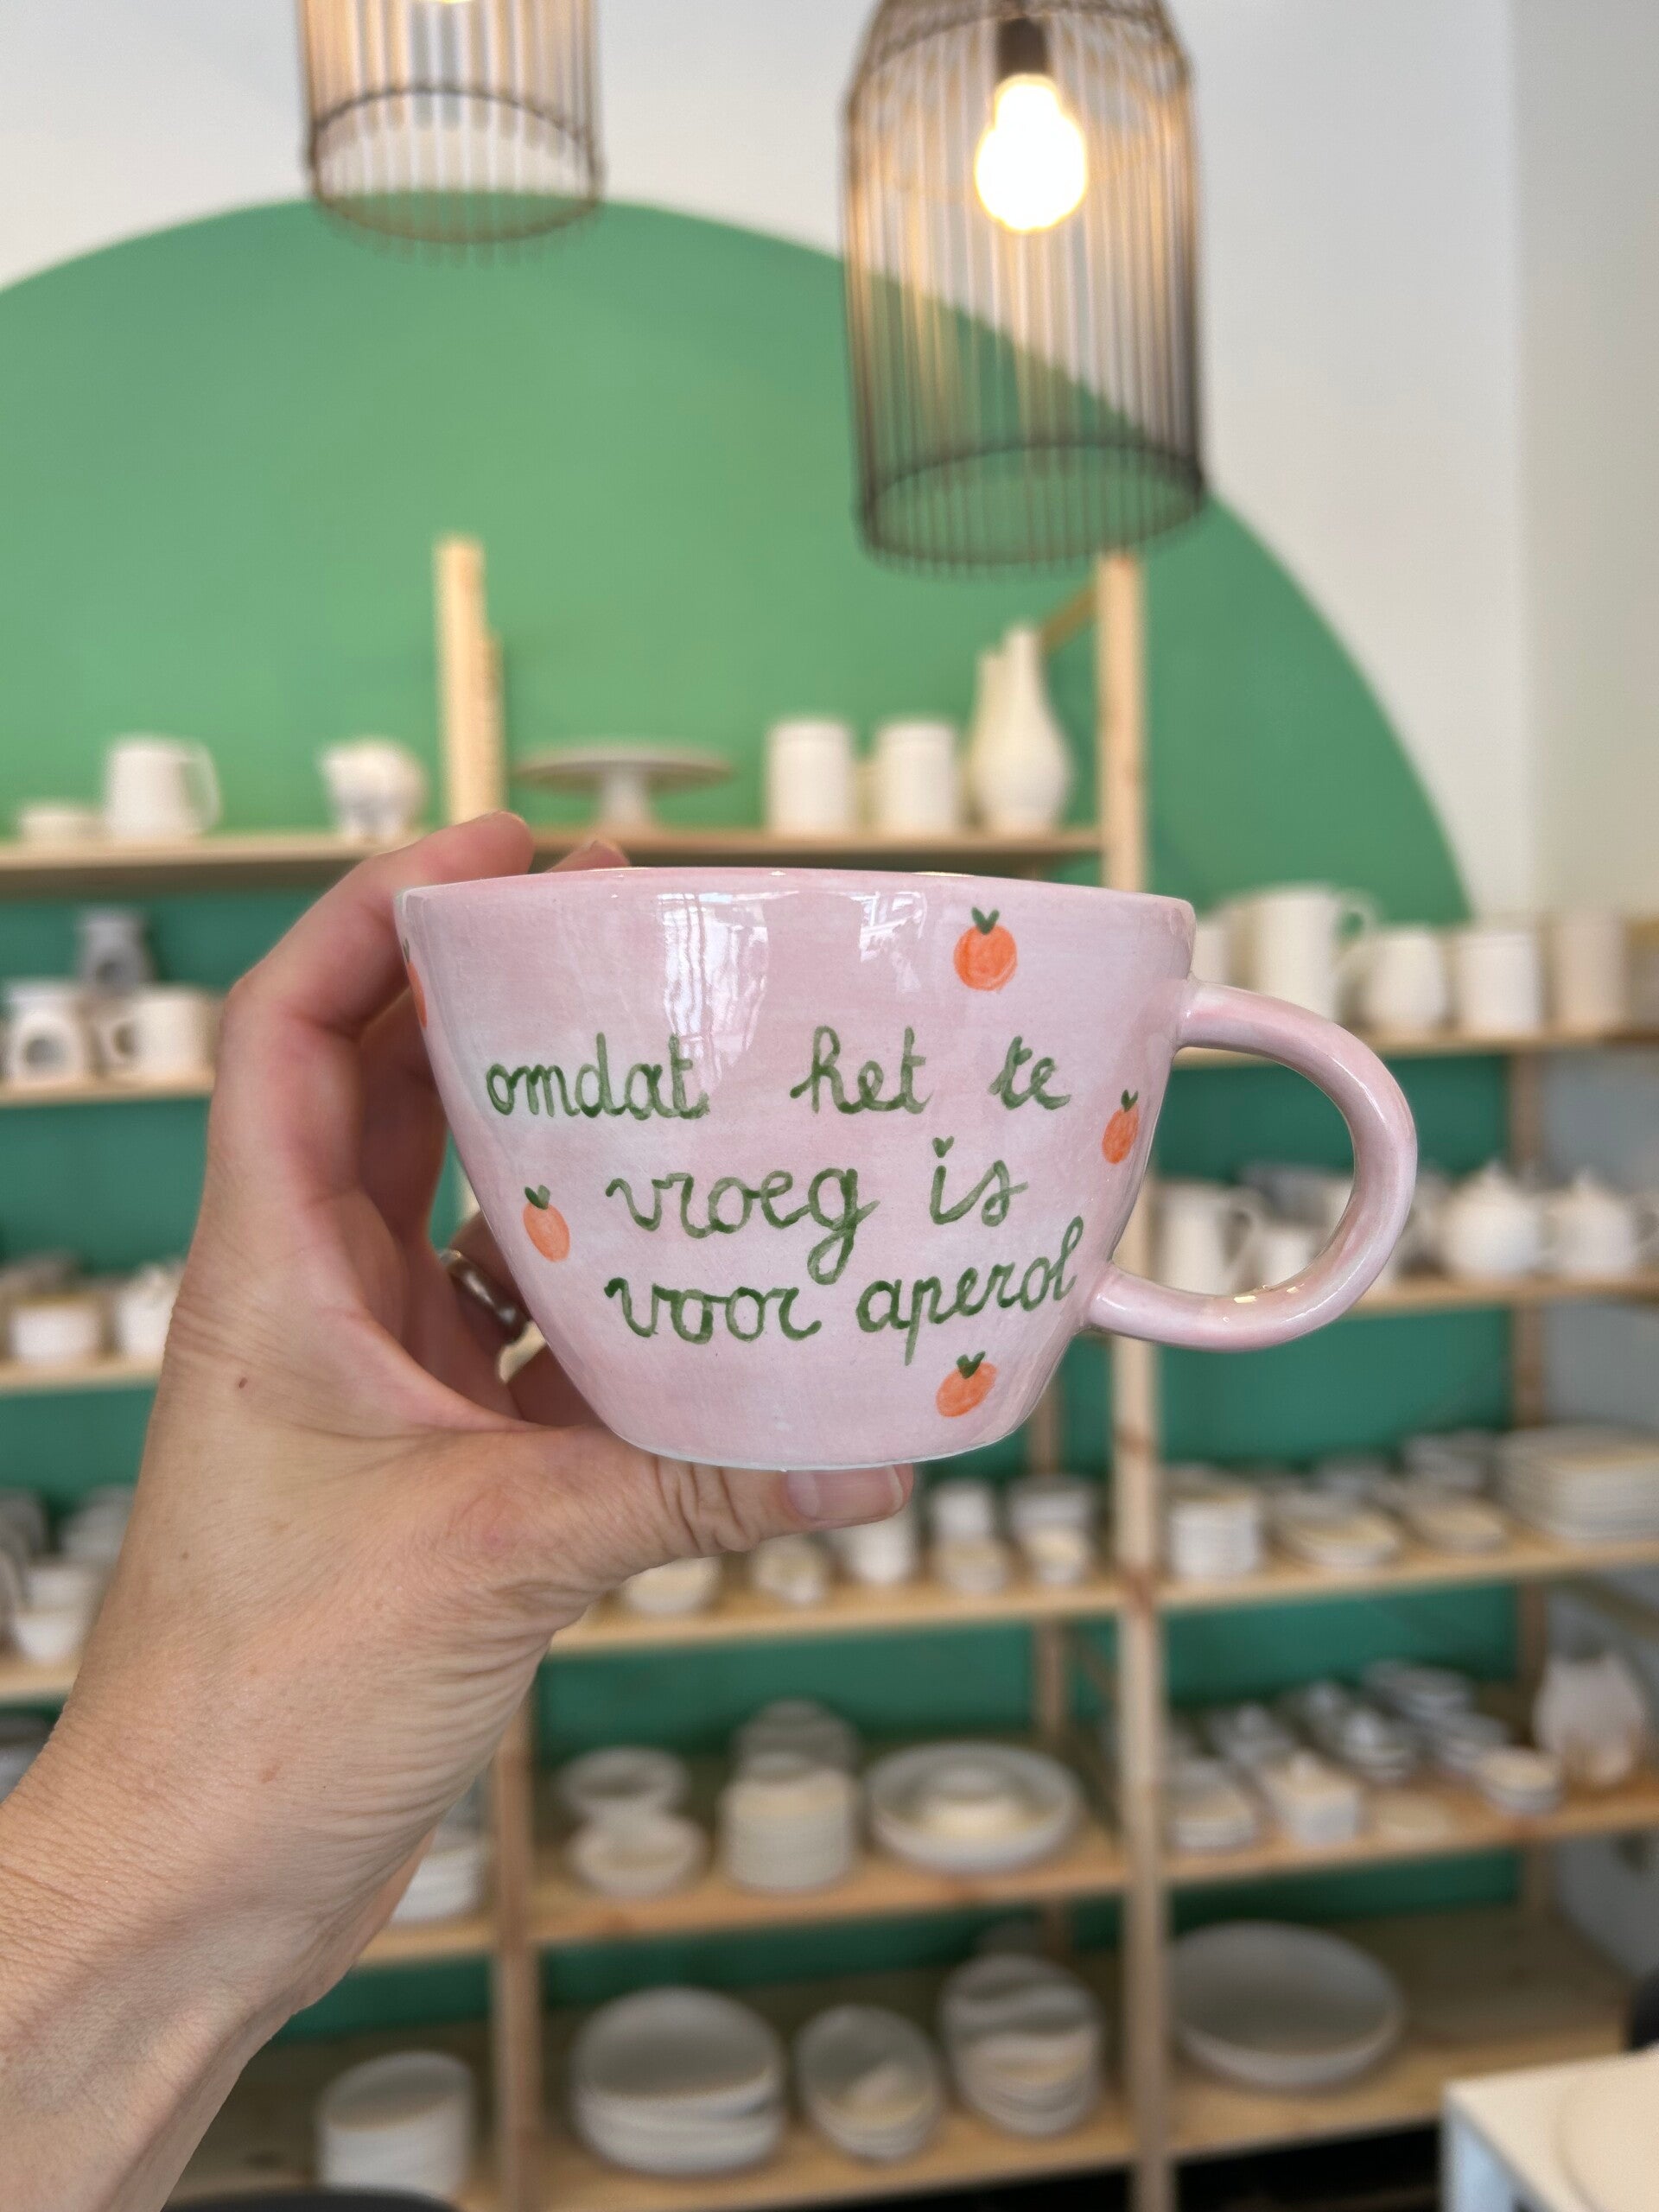 omdat het te
vroeg is
voor aperol